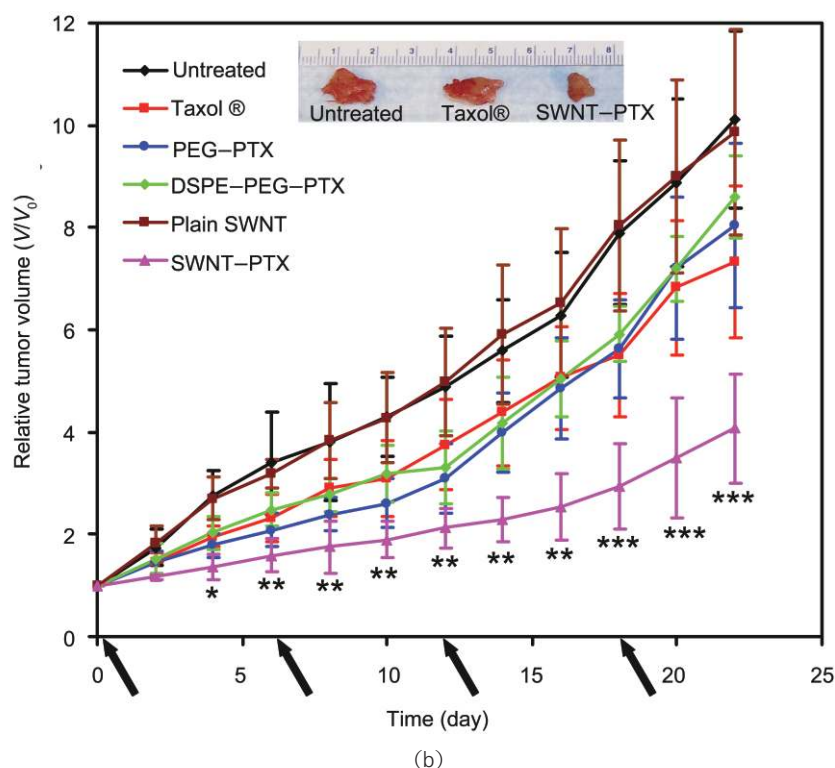 12
10
8
6
4
2
0
Relative tumor volume (V/V₀)
Untreated
Taxol ®
PEG–PTX
DSPE–PEG–PTX
Plain SWNT
SWNT–PTX
1 2 3 4 5 6 7 8
Untreated Taxol® SWNT–PTX
* ** ** ** ** ** ** *** *** ***
0 5 10 15 20 25
Time (day)
(b)